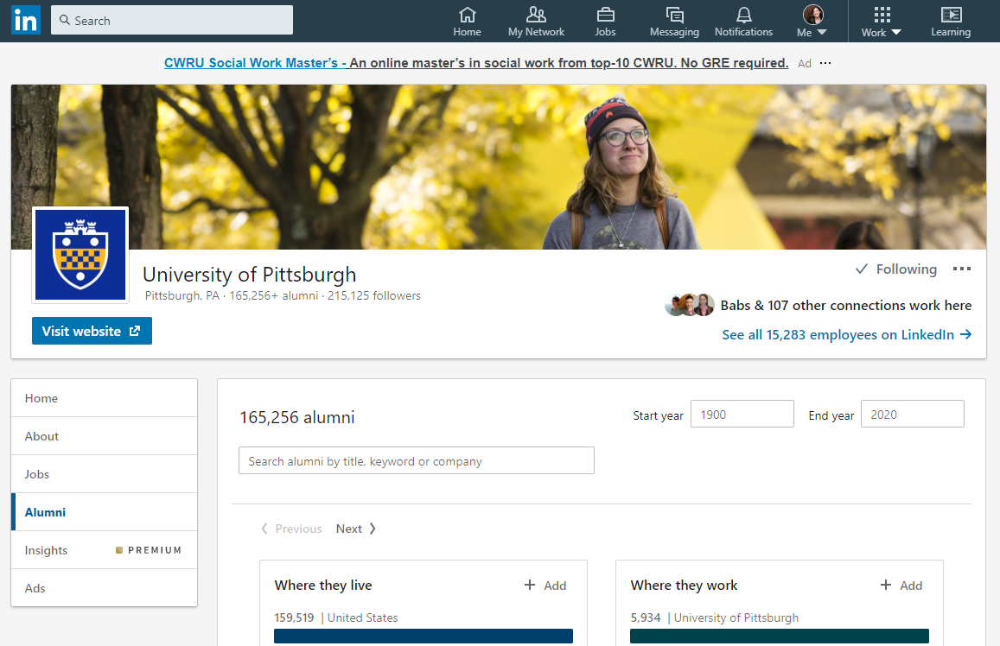 in Search Home My Network Jobs Messaging Notifications Me Work Learning
CWRU Social Work Master’s - An online master’s in social work from top-10 CWRU. No GRE required. Ad ...
University of Pittsburgh
Pittsburgh, PA · 165,256+ alumni · 215,125 followers
Following ...
Babs & 107 other connections work here
Visit website
See all 15,283 employees on LinkedIn →
Home
About
Jobs
Alumni
Insights PREMIUM
Ads
165,256 alumni
Start year 1900 End year 2020
Search alumni by title, keyword or company
Previous Next
Where they live + Add
159,519 | United States
Where they work + Add
5,934 | University of Pittsburgh